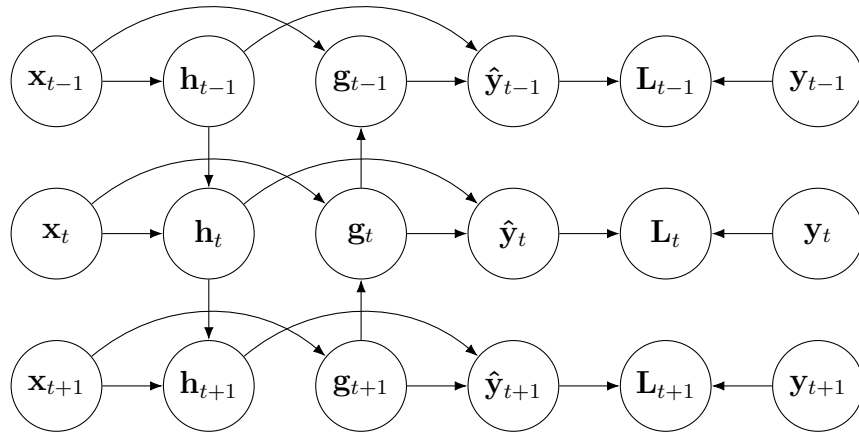 x_{t-1} h_{t-1} g_{t-1} ŷ_{t-1} L_{t-1} y_{t-1}
x_t h_t g_t ŷ_t L_t y_t
x_{t+1} h_{t+1} g_{t+1} ŷ_{t+1} L_{t+1} y_{t+1}